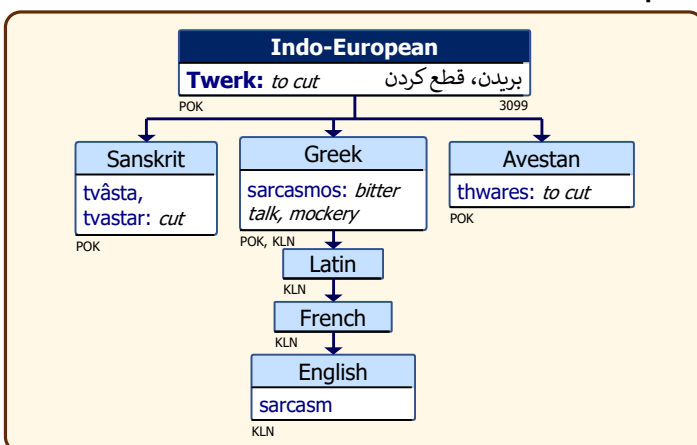 Indo-European
Twerk: to cut بریدن، قطع کردن
POK 3099
Sanskrit
tvâsta,
tvastar: cut
POK
Greek
sarcasmos: bitter
talk, mockery
POK, KLN
Avestan
thwares: to cut
POK
Latin
KLN
French
KLN
English
sarcasm
KLN